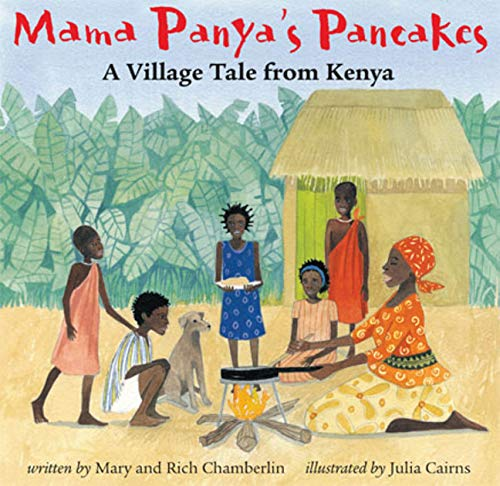 Mama Panya's Pancakes
A Village Tale from Kenya
written by Mary and Rich Chamberlin illustrated by Julia Cairns